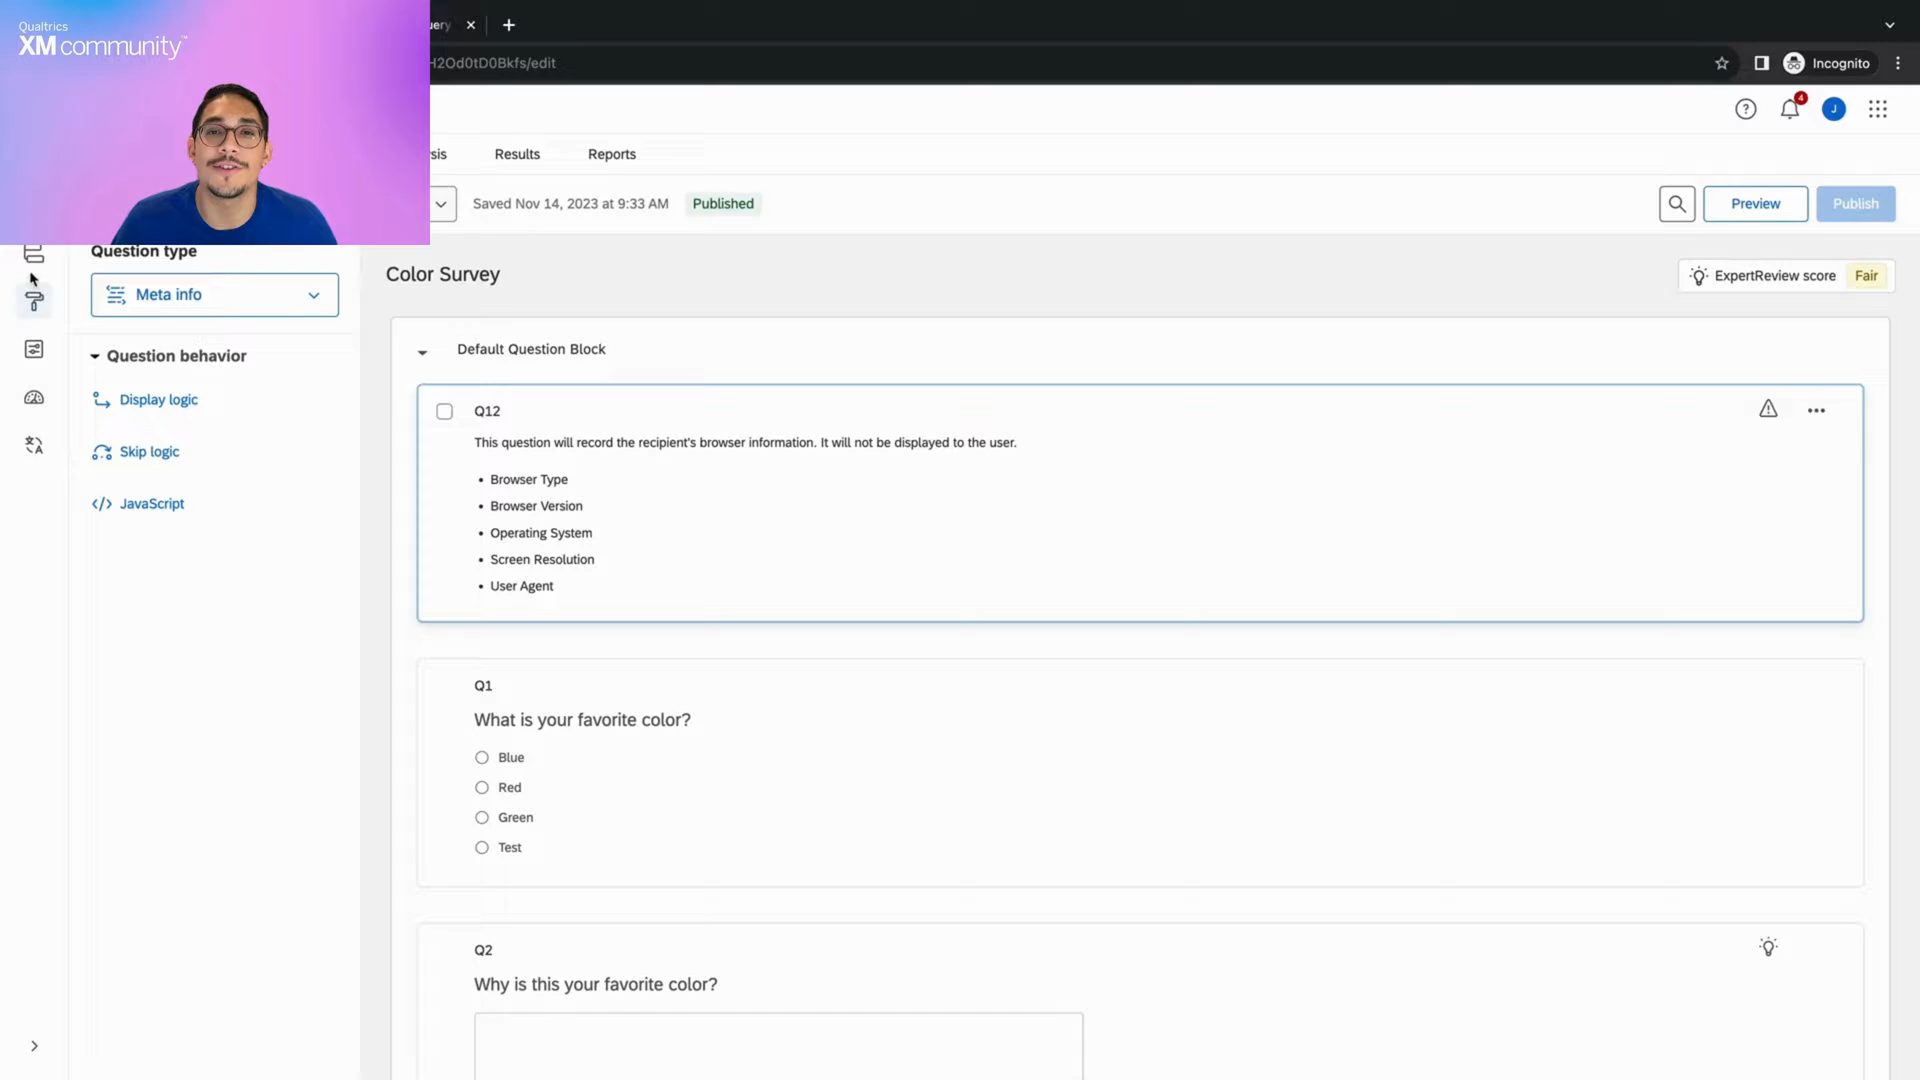 Qualtrics
XM community™
uery
H2Od0tD0Bkfs/edit
Incognito
4
J
sis Results Reports
Saved Nov 14, 2023 at 9:33 AM Published
Preview Publish
Question type
Meta info
Question behavior
Display logic
Skip logic
</> JavaScript
Color Survey
ExpertReview score Fair
Default Question Block
Q12
This question will record the recipient's browser information. It will not be displayed to the user.
• Browser Type
• Browser Version
• Operating System
• Screen Resolution
• User Agent
Q1
What is your favorite color?
Blue
Red
Green
Test
Q2
Why is this your favorite color?